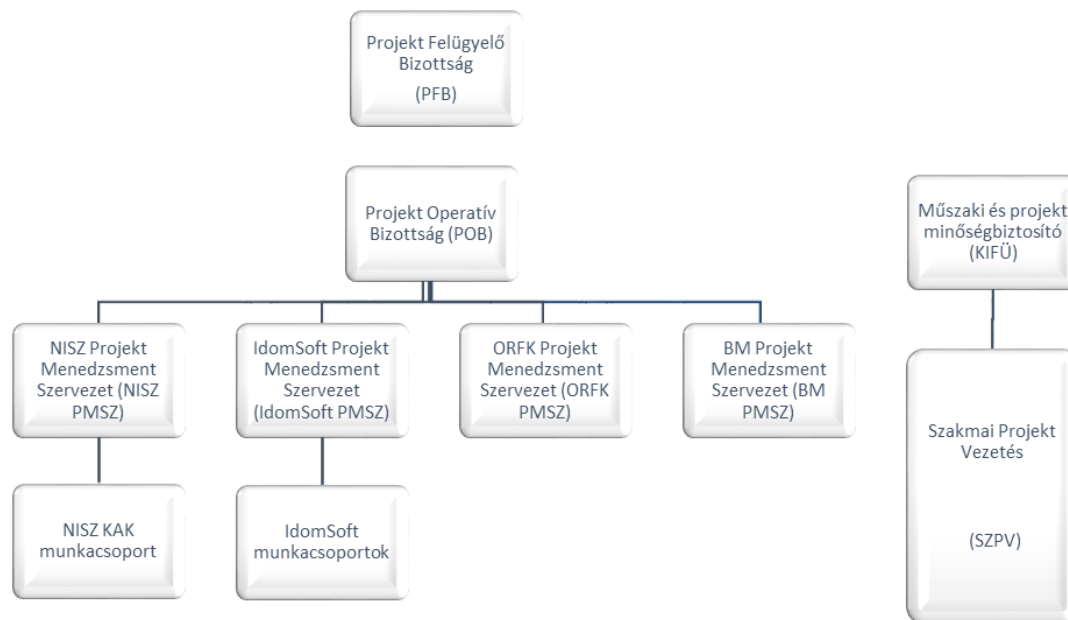 Projekt Felügyelő
Bizottság
(PFB)
Projekt Operatív
Bizottság (POB)
Műszaki és projekt
minőségbiztosító
(KIFÜ)
NISZ Projekt
Menedzsment
Szervezet (NISZ
PMSZ)
IdomSoft Projekt
Menedzsment
Szervezet
(IdomSoft PMSZ)
ORFK Projekt
Menedzsment
Szervezet (ORFK
PMSZ)
BM Projekt
Menedzsment
Szervezet (BM
PMSZ)
Szakmai Projekt
Vezetés
(SZPV)
NISZ KAK
munkacsoport
IdomSoft
munkacsoportok